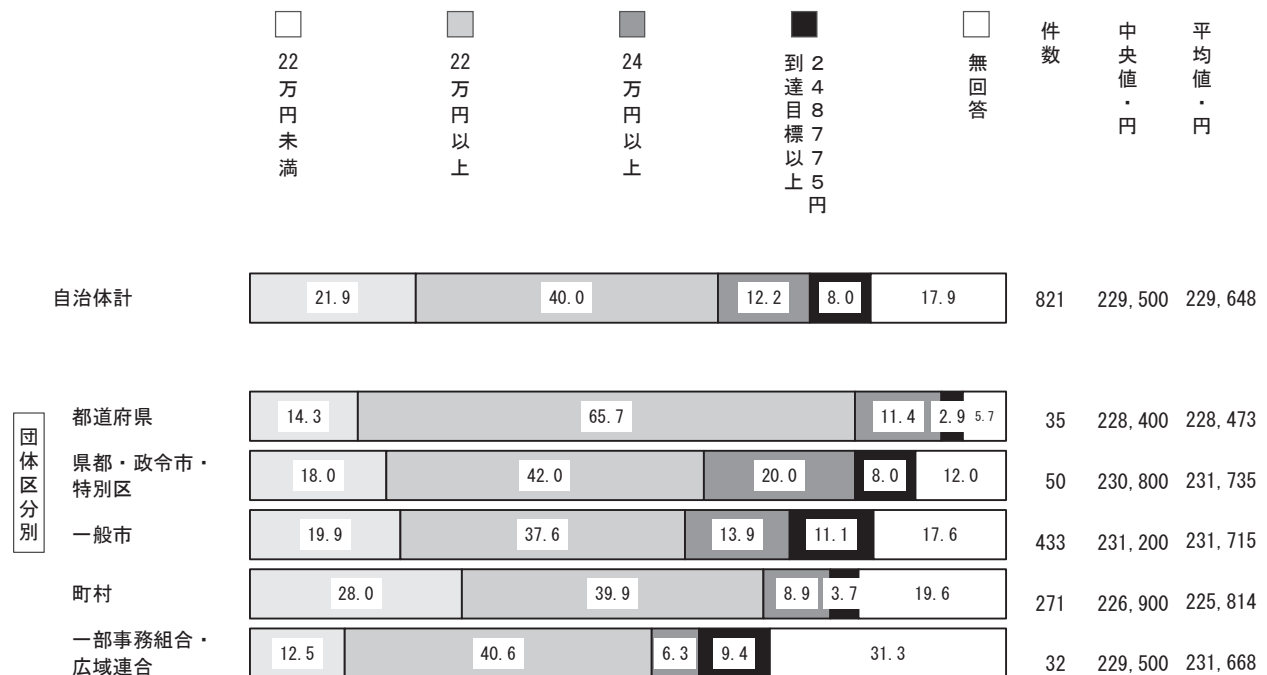 22万円未満
22万円以上
24万円以上
248775円
到達目標以上
無回答
件数
中央値・円
平均値・円
自治体計 21.9 40.0 12.2 8.0 17.9 821 229,500 229,648
団体区分別
都道府県 14.3 65.7 11.4 2.9 5.7 35 228,400 228,473
県都・政令市・
特別区 18.0 42.0 20.0 8.0 12.0 50 230,800 231,735
一般市 19.9 37.6 13.9 11.1 17.6 433 231,200 231,715
町村 28.0 39.9 8.9 3.7 19.6 271 226,900 225,814
一部事務組合・
広域連合 12.5 40.6 6.3 9.4 31.3 32 229,500 231,668